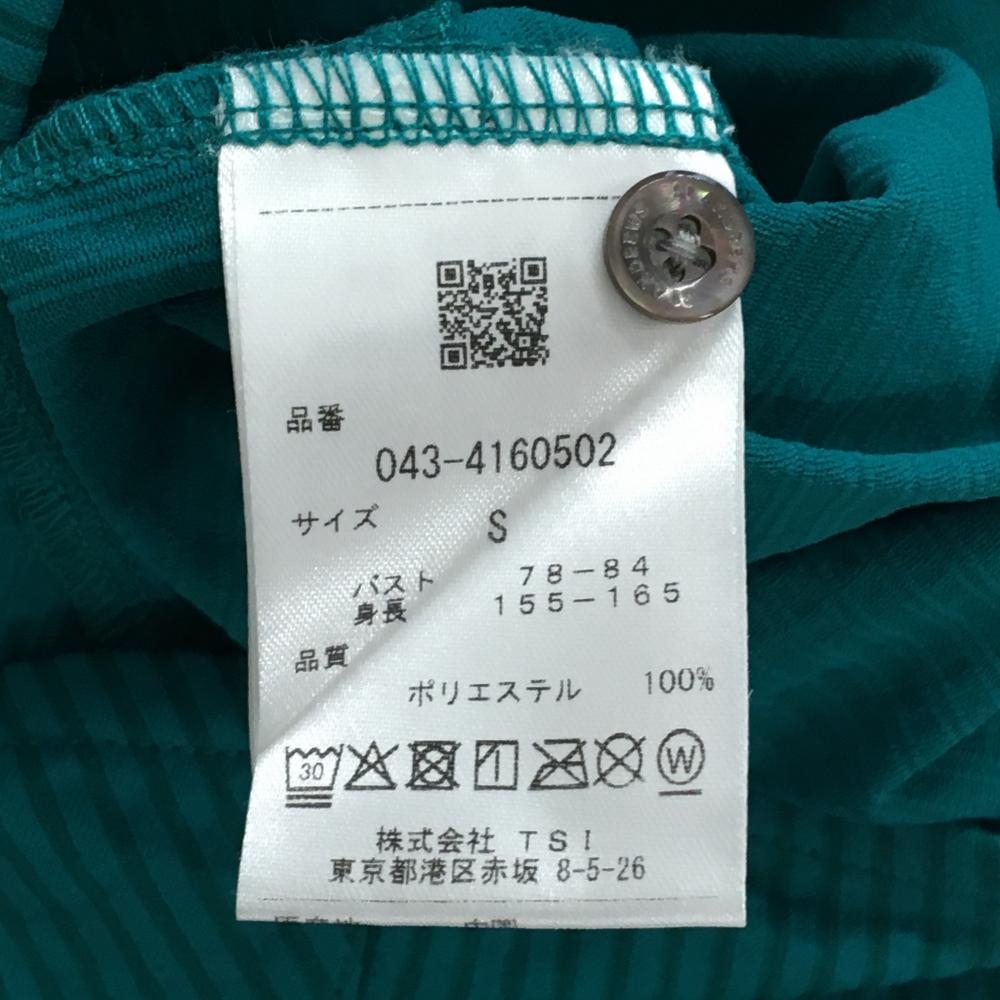 品番
043-4160502
サイズ S
バスト 78-84
身長 155-165
品質
ポリエステル 100%
30
W
株式会社 TSI
東京都港区赤坂 8-5-26